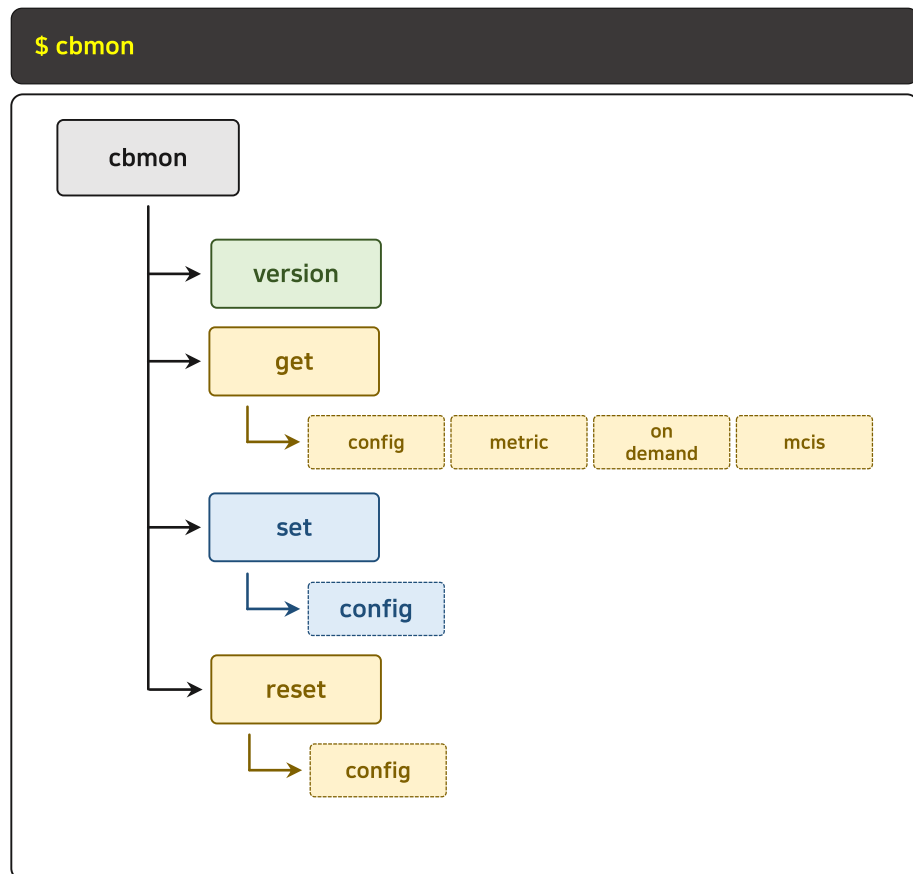 $ cbmon
cbmon
version
get
config
metric
on
demand
mcis
set
config
reset
config